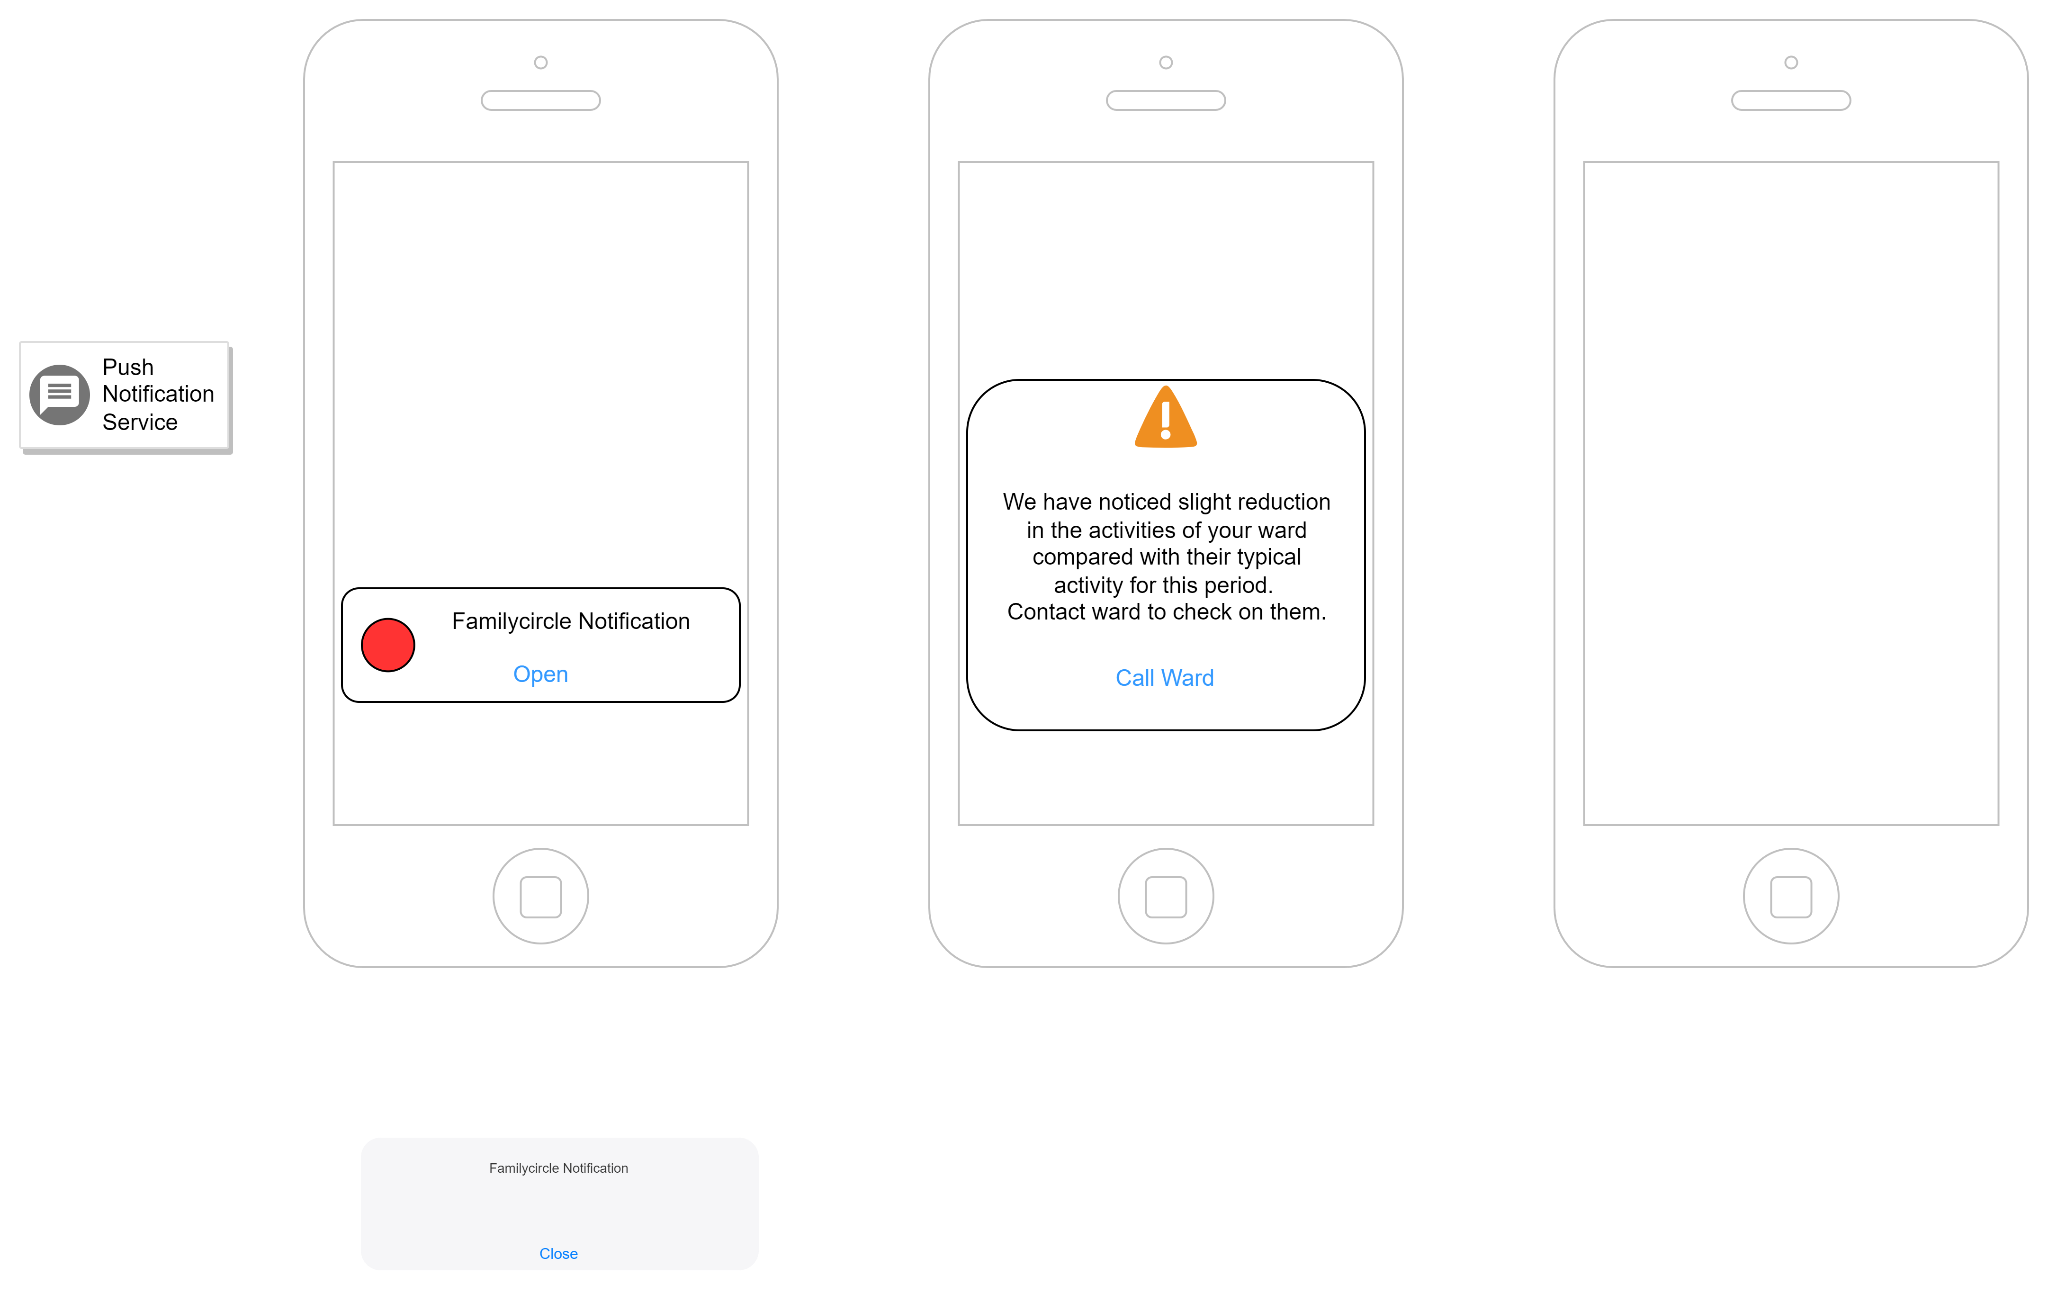 Push
Notification
Service
Familycircle Notification
Open
We have noticed slight reduction
in the activities of your ward
compared with their typical
activity for this period.
Contact ward to check on them.
Call Ward
Familycircle Notification
Close